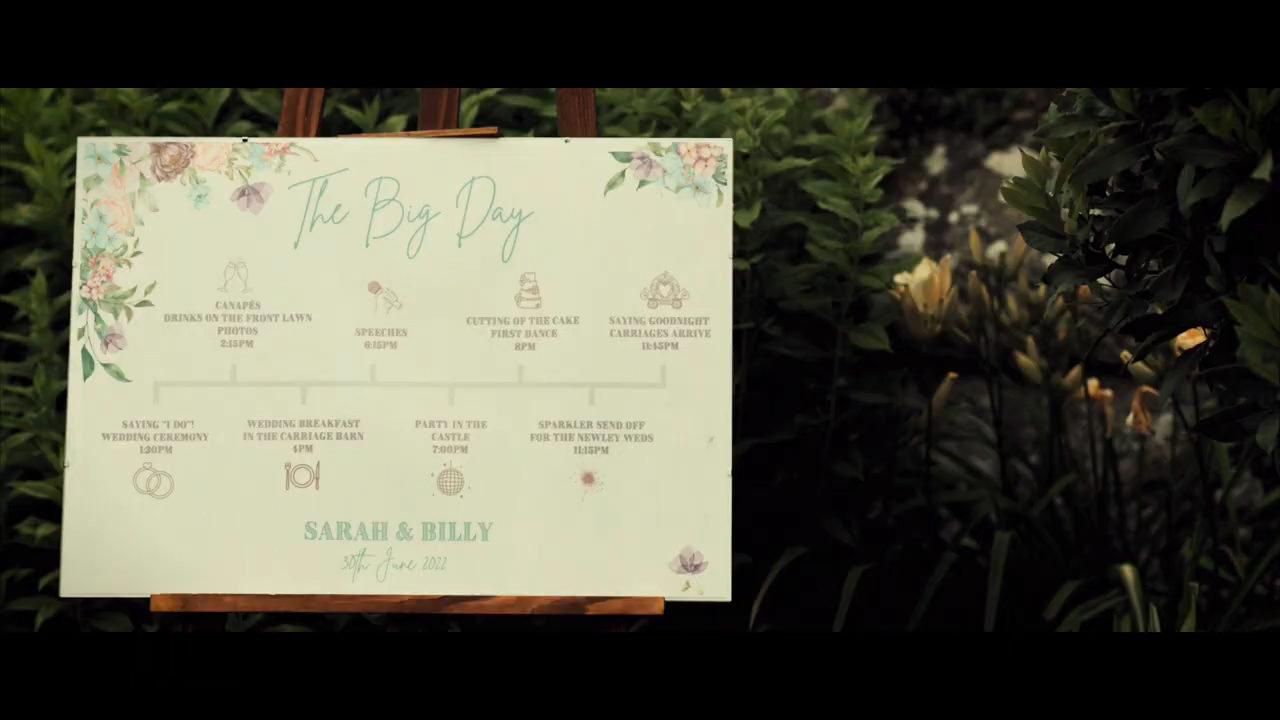 The Big Day
CANAPÉS
DRINKS ON THE FRONT LAWN
PHOTOS
2:15PM
SPEECHES
6:15PM
CUTTING OF THE CAKE
FIRST DANCE
8PM
SAYING GOODNIGHT
CARRIAGES ARRIVE
11:45PM
SAYING "I DO"!
WEDDING CEREMONY
1:20PM
WEDDING BREAKFAST
IN THE CARRIAGE BARN
4PM
PARTY IN THE
CASTLE
7:00PM
SPARKLER SEND OFF
FOR THE NEWLEY WEDS
11:15PM
SARAH & BILLY
30th June 2022